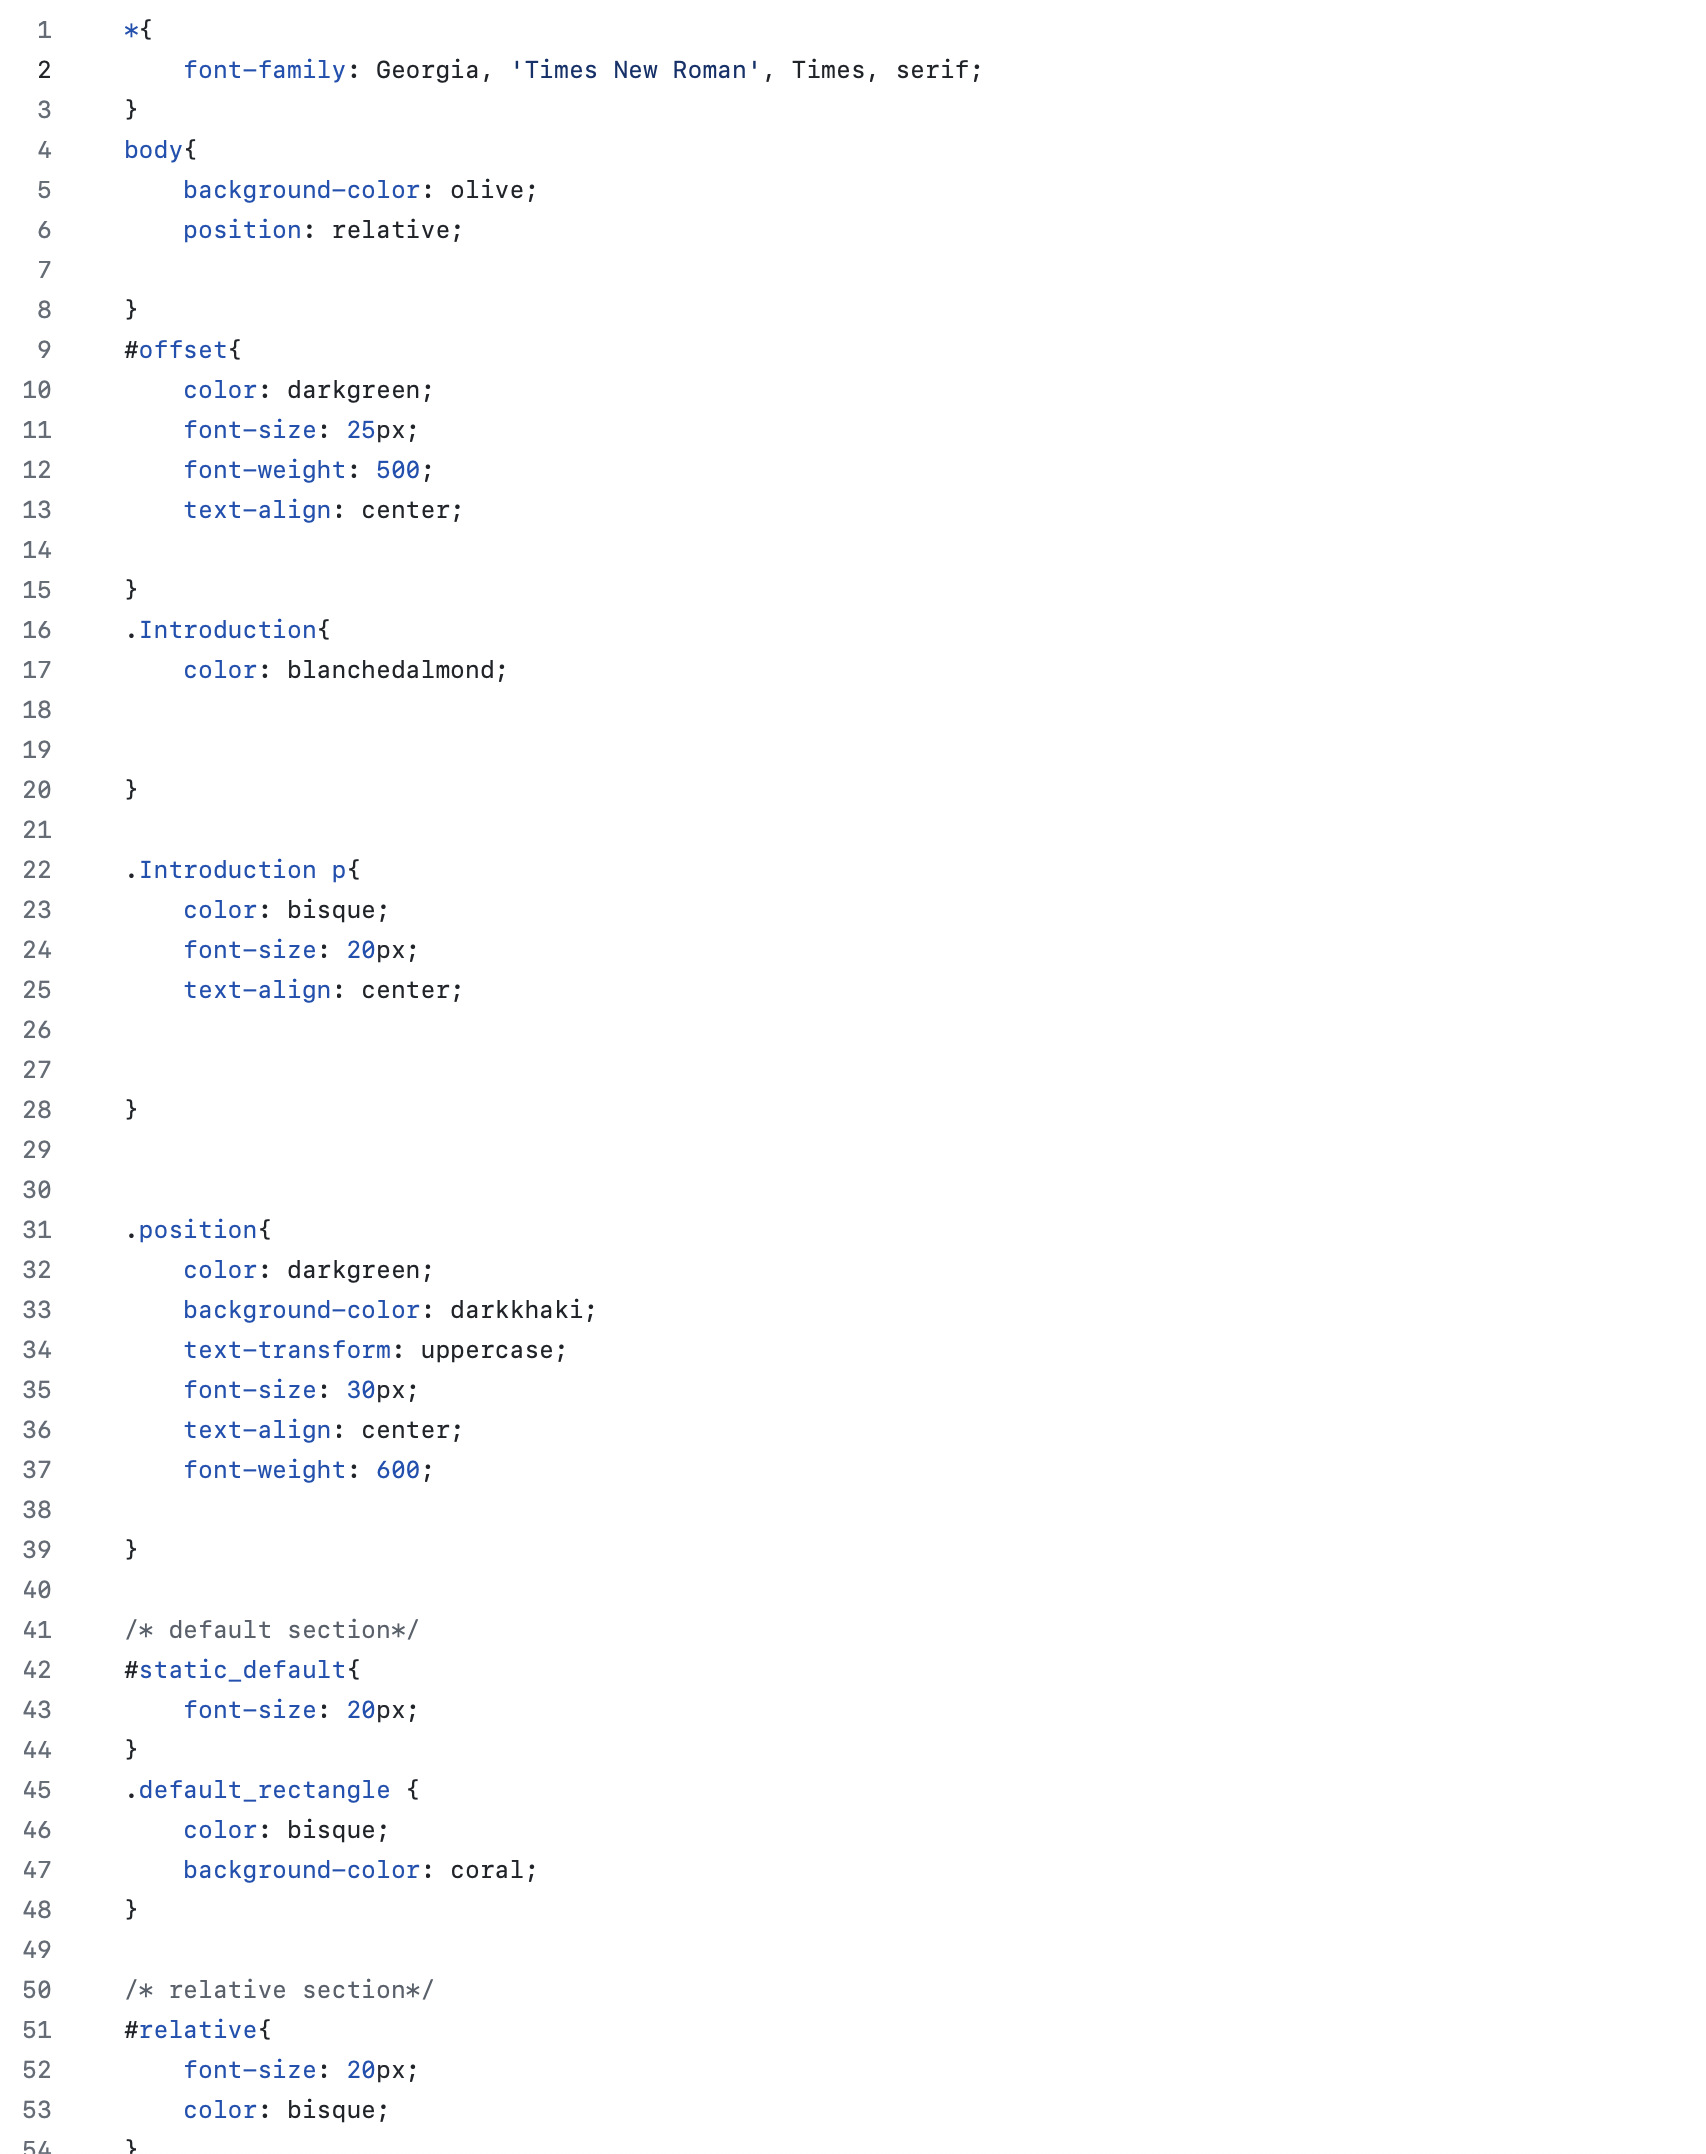 1 *{
2 font-family: Georgia, 'Times New Roman', Times, serif;
3 }
4 body{
5 background-color: olive;
6 position: relative;
7
8 }
9 #offset{
10 color: darkgreen;
11 font-size: 25px;
12 font-weight: 500;
13 text-align: center;
14
15 }
16 .Introduction{
17 color: blanchedalmond;
18
19
20 }
21
22 .Introduction p{
23 color: bisque;
24 font-size: 20px;
25 text-align: center;
26
27
28 }
29
30
31 .position{
32 color: darkgreen;
33 background-color: darkkhaki;
34 text-transform: uppercase;
35 font-size: 30px;
36 text-align: center;
37 font-weight: 600;
38
39 }
40
41 /* default section*/
42 #static_default{
43 font-size: 20px;
44 }
45 .default_rectangle {
46 color: bisque;
47 background-color: coral;
48 }
49
50 /* relative section*/
51 #relative{
52 font-size: 20px;
53 color: bisque;
54 }